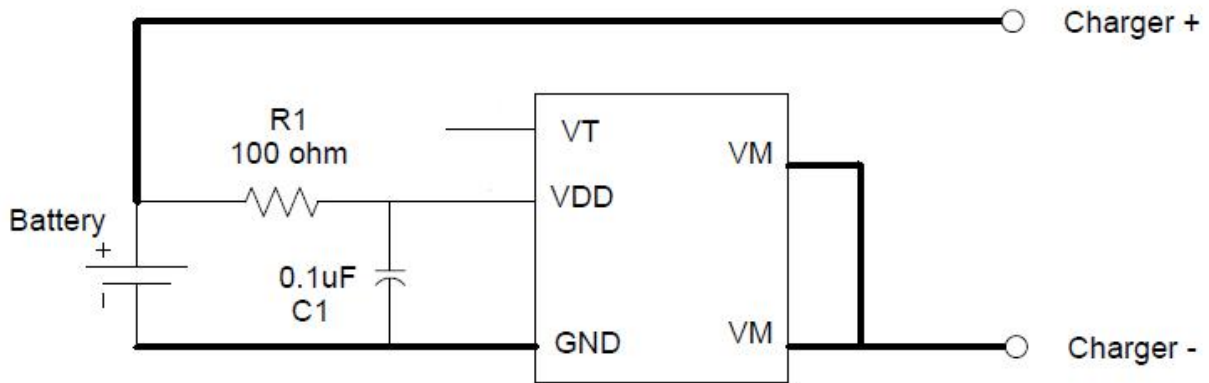 Charger +
R1
100 ohm
VT
VM
VDD
Battery
+
0.1uF
C1
GND
VM
Charger -